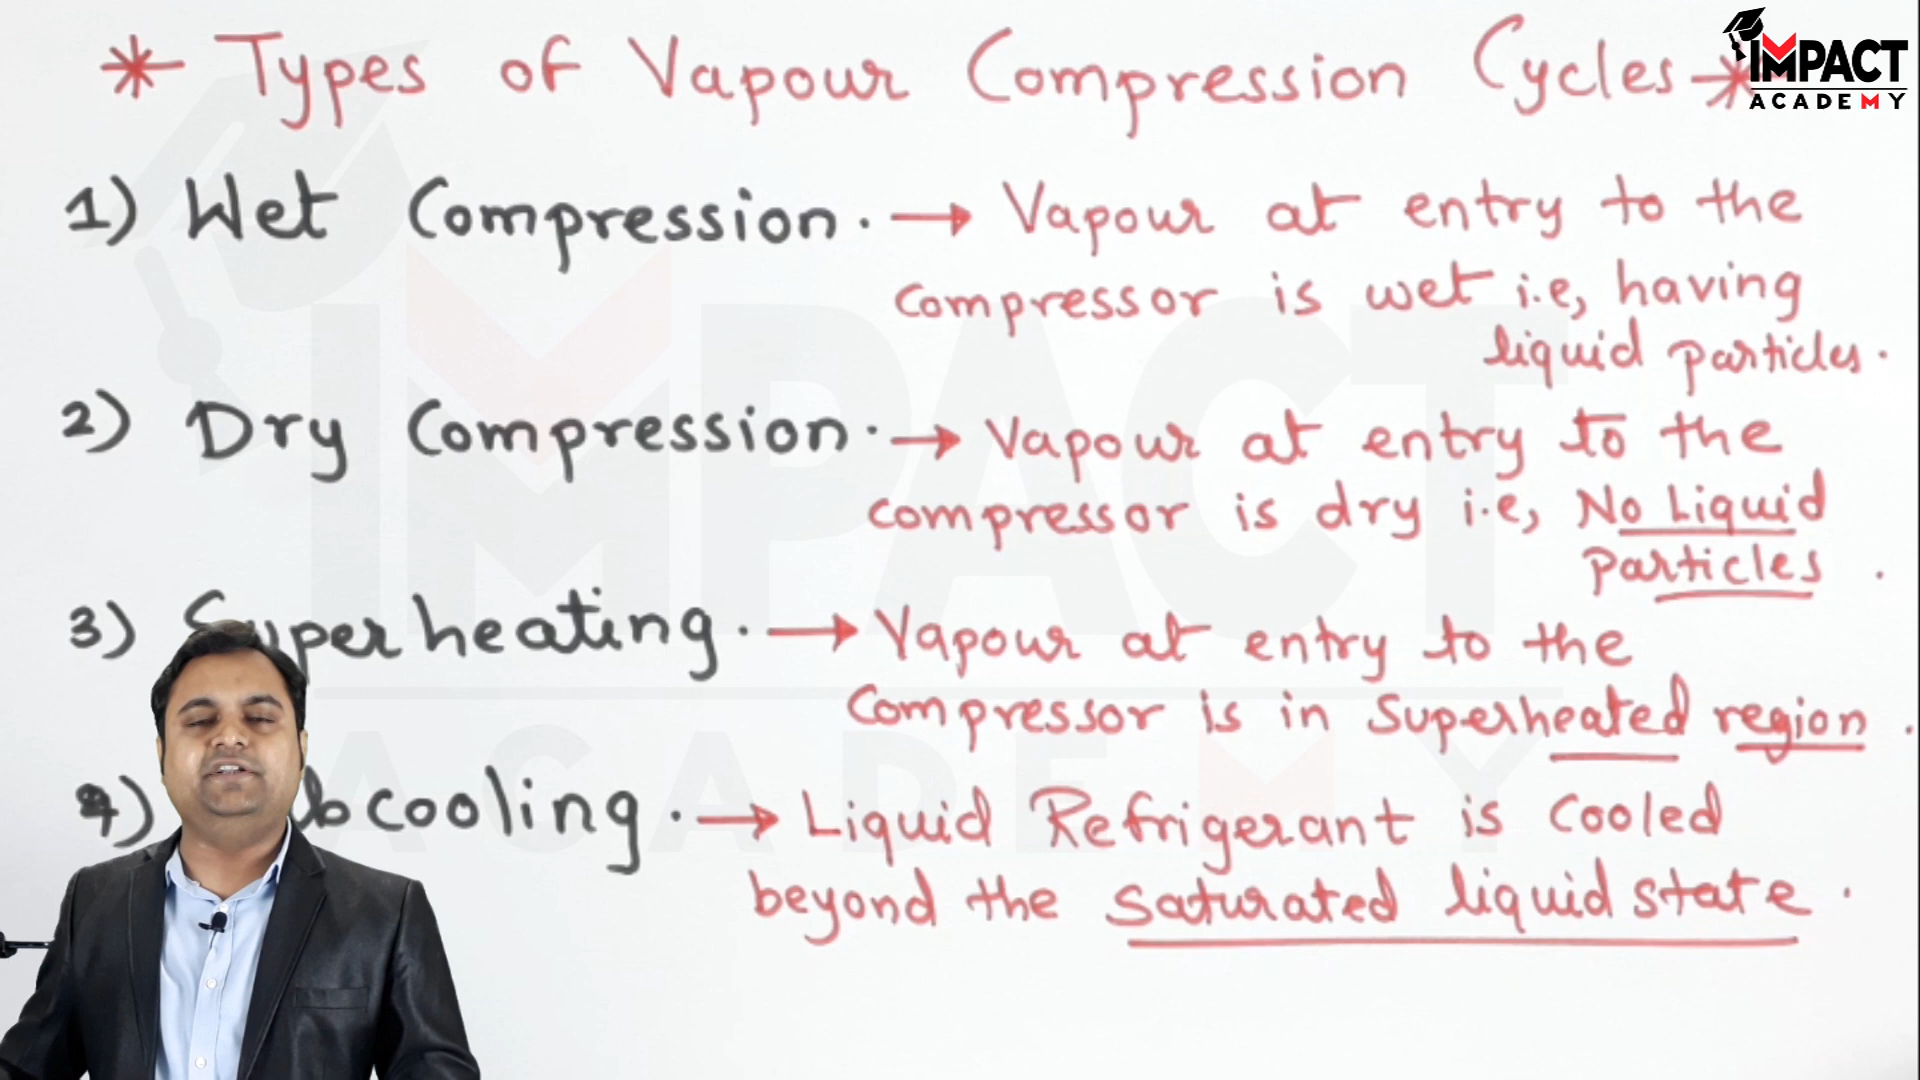 * Types of Vapour Compression Cycles *
IMPACT
ACADEMY
1) Wet Compression. → Vapour at entry to the
compressor is wet i.e, having
liquid particles.
2) Dry Compression. → Vapour at entry to the
compressor is dry i.e, No Liquid
particles.
3) Superheating. → Vapour at entry to the
Compressor is in Superheated region.
4) bcooling. → Liquid Refrigerant is cooled
beyond the saturated liquid state.
IMPACT
ACADEMY